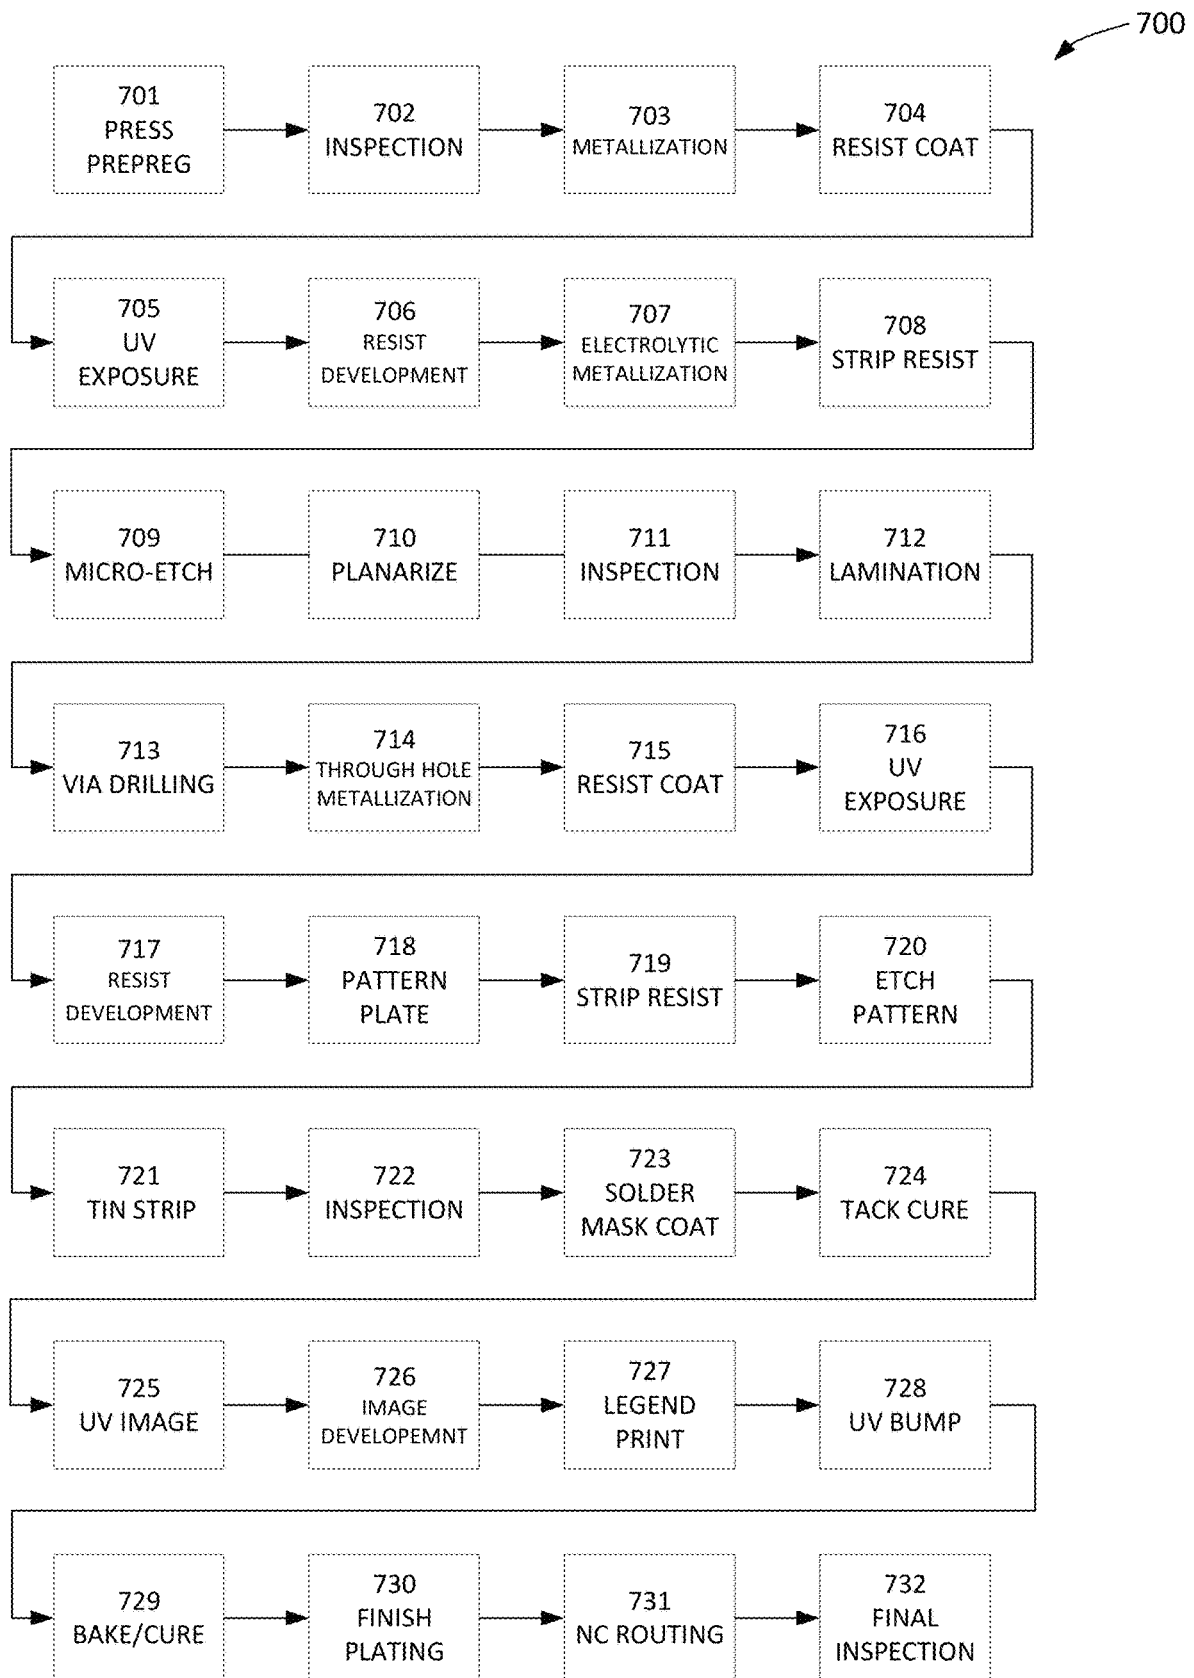 700
701
PRESS
PREPREG
702
INSPECTION
703
METALLIZATION
704
RESIST COAT
705
UV
EXPOSURE
706
RESIST
DEVELOPMENT
707
ELECTROLYTIC
METALLIZATION
708
STRIP RESIST
709
MICRO-ETCH
710
PLANARIZE
711
INSPECTION
712
LAMINATION
713
VIA DRILLING
714
THROUGH HOLE
METALLIZATION
715
RESIST COAT
716
UV
EXPOSURE
717
RESIST
DEVELOPMENT
718
PATTERN
PLATE
719
STRIP RESIST
720
ETCH
PATTERN
721
TIN STRIP
722
INSPECTION
723
SOLDER
MASK COAT
724
TACK CURE
725
UV IMAGE
726
IMAGE
DEVELOPEMNT
727
LEGEND
PRINT
728
UV BUMP
729
BAKE/CURE
730
FINISH
PLATING
731
NC ROUTING
732
FINAL
INSPECTION